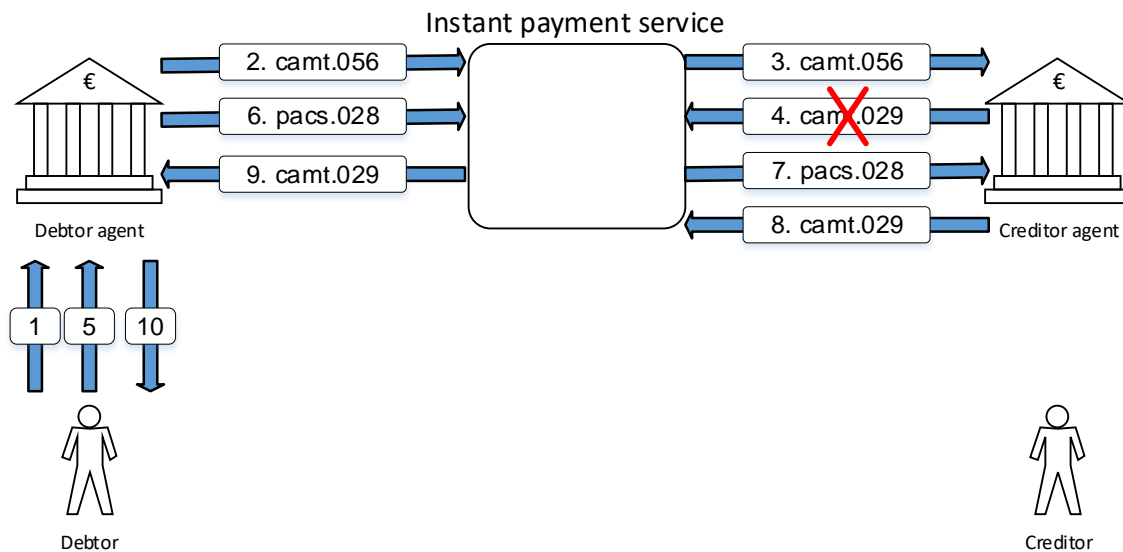 Instant payment service
2. camt.056
3. camt.056
€
€
6. pacs.028
4. camt.029
9. camt.029
7. pacs.028
8. camt.029
Debtor agent
Creditor agent
1
5
10
Debtor
Creditor